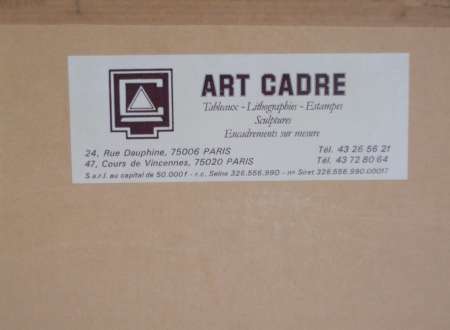 ART CADRE
Tableaux - Lithographies - Estampes
Sculptures
Encadrements sur mesure
24, Rue Dauphine, 75006 PARIS Tél. 43 26 56 21
47, Cours de Vincennes, 75020 PARIS Tél. 43 72 80 64
S.a.r.l. au capital de 50.000 f - r.c. Seine 326.556.990 - nº Siret 326.556.990.00017